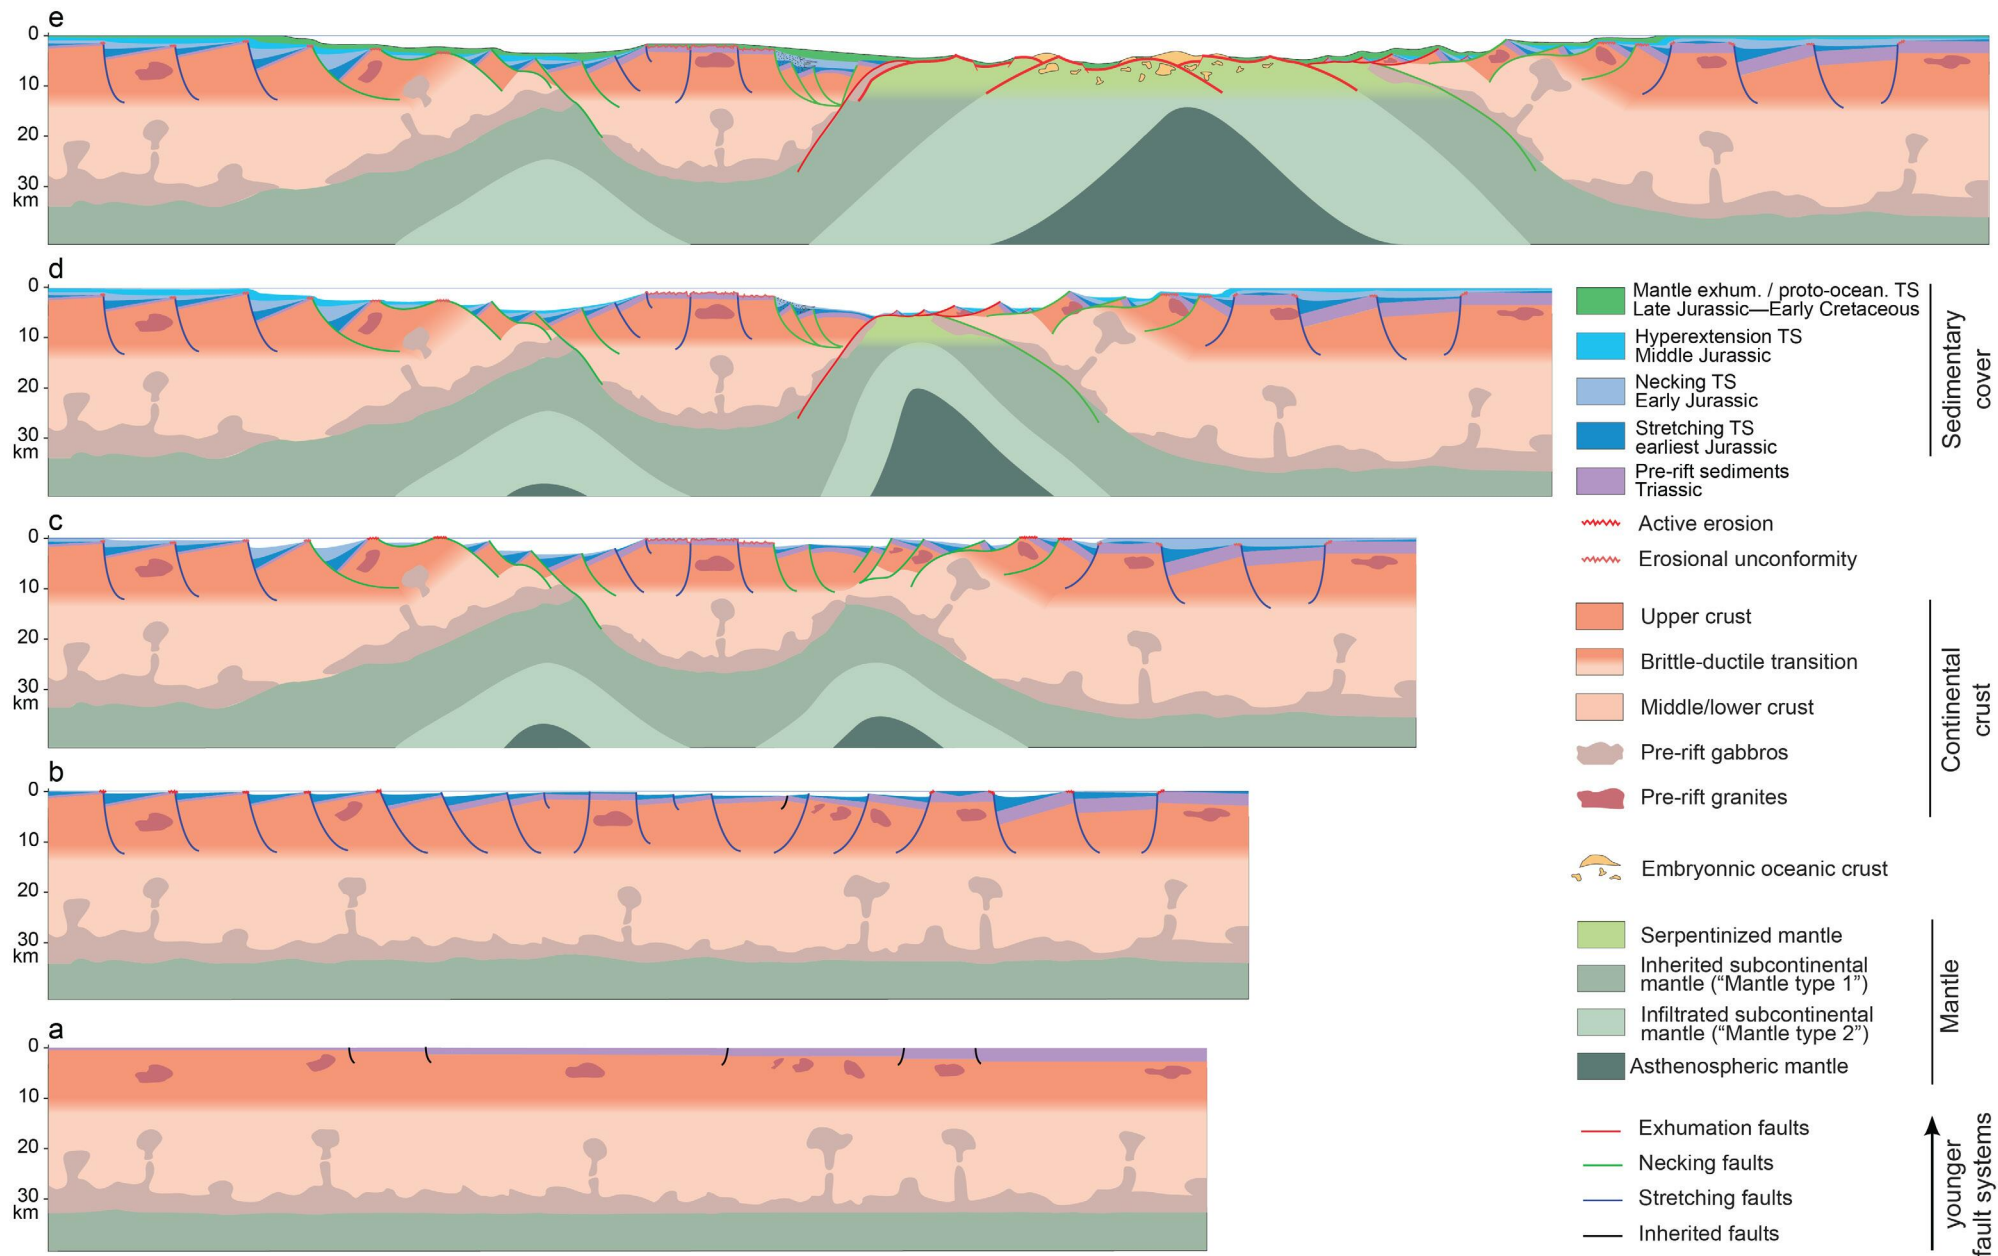 e
0
10
20
30
km
d
0
10
20
30
km
c
0
10
20
30
km
b
0
10
20
30
km
a
0
10
20
30
km
Mantle exhum. / proto-ocean. TS
Late Jurassic—Early Cretaceous
Hyperextension TS
Middle Jurassic
Necking TS
Early Jurassic
Stretching TS
earliest Jurassic
Pre-rift sediments
Triassic
Sedimentary
cover
Active erosion
Erosional unconformity
Upper crust
Brittle-ductile transition
Middle/lower crust
Pre-rift gabbros
Pre-rift granites
Continental
crust
Embryonnic oceanic crust
Serpentinized mantle
Inherited subcontinental
mantle (“Mantle type 1”)
Infiltrated subcontinental
mantle (“Mantle type 2”)
Asthenospheric mantle
Mantle
Exhumation faults
Necking faults
Stretching faults
Inherited faults
younger
fault systems